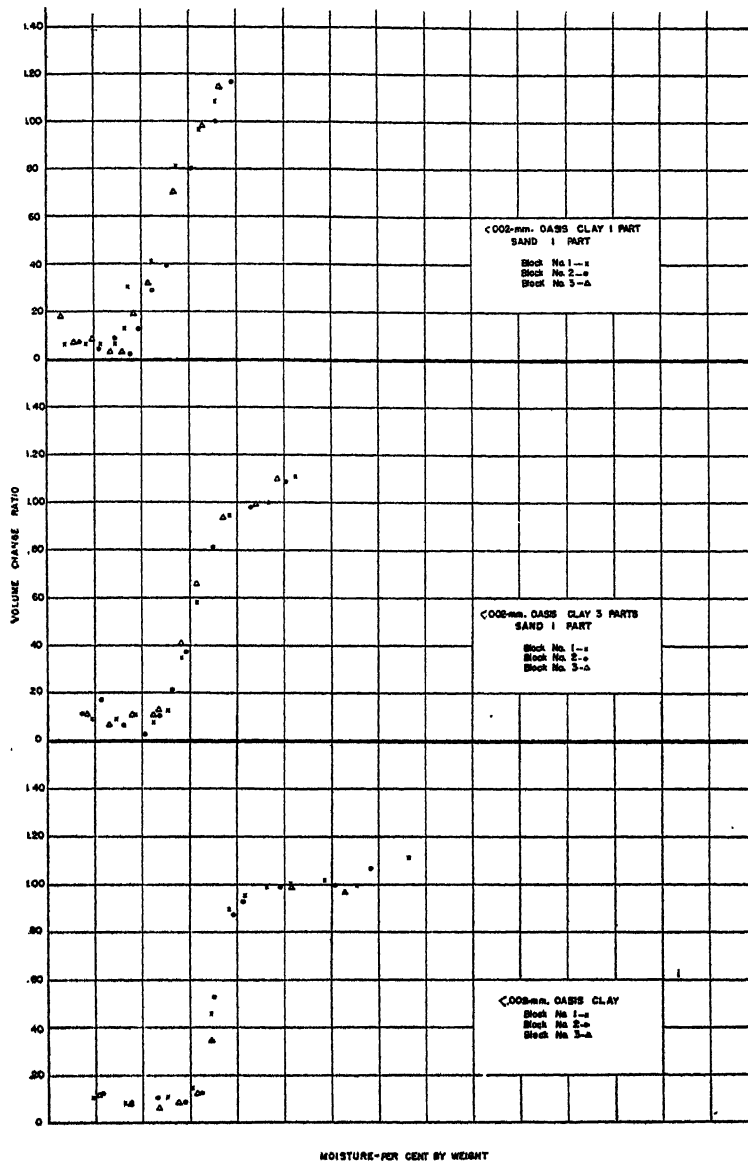 1.40
1.20
1.00
.80
.60
.40
.20
0
<.002-mm. OASIS CLAY 1 PART
SAND 1 PART
Block No. 1-x
Block No. 2-o
Block No. 3-△
1.40
1.20
1.00
.80
.60
.40
.20
0
VOLUME CHANGE RATIO
<.002-mm. OASIS CLAY 3 PARTS
SAND 1 PART
Block No. 1-x
Block No. 2-o
Block No. 3-△
1.40
1.20
1.00
.80
.60
.40
.20
0
<.002-mm. OASIS CLAY
Block No. 1-x
Block No. 2-o
Block No. 3-△
MOISTURE-PER CENT BY WEIGHT